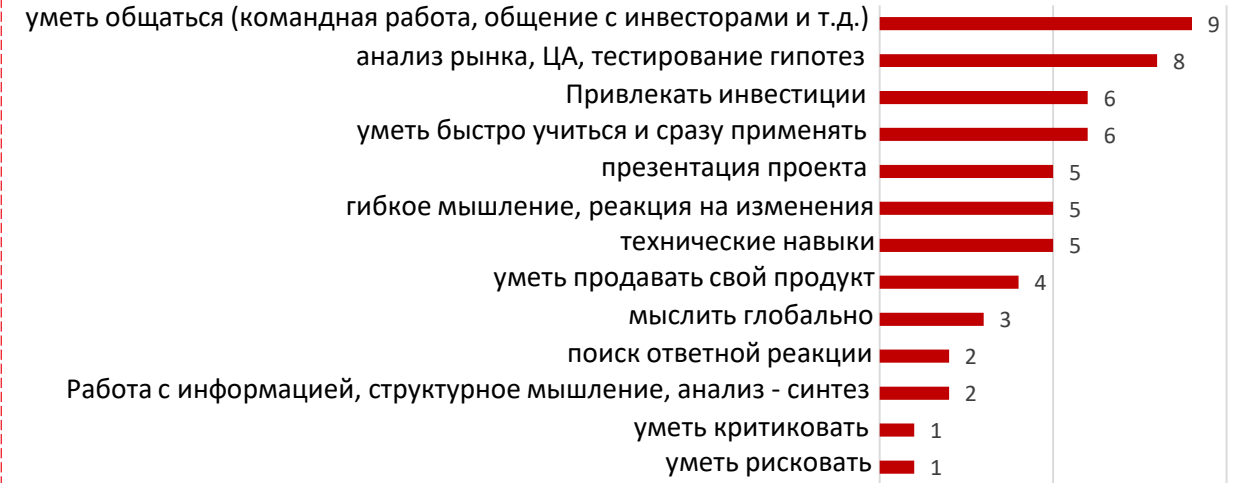 уметь общаться (командная работа, общение с инвесторами и т.д.) 9
анализ рынка, ЦА, тестирование гипотез 8
Привлекать инвестиции 6
уметь быстро учиться и сразу применять 6
презентация проекта 5
гибкое мышление, реакция на изменения 5
технические навыки 5
уметь продавать свой продукт 4
мыслить глобально 3
поиск ответной реакции 2
Работа с информацией, структурное мышление, анализ - синтез 2
уметь критиковать 1
уметь рисковать 1